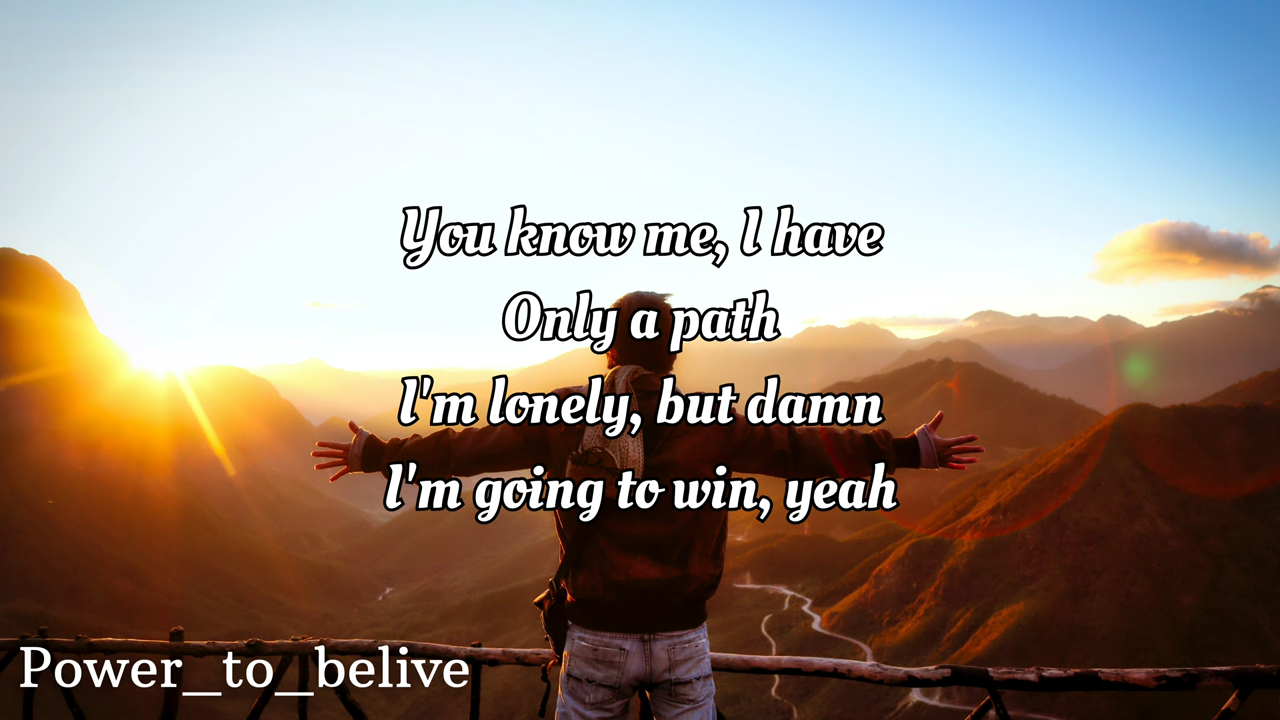 You know me, I have
Only a path
I'm lonely, but damn
I'm going to win, yeah
Power_to_belive